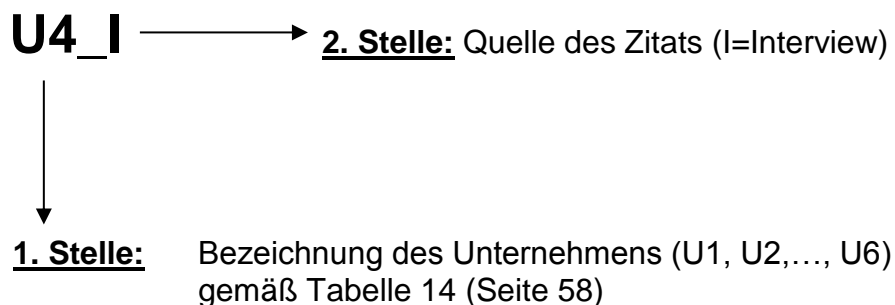 U4_I
2. Stelle: Quelle des Zitats (I=Interview)
1. Stelle: Bezeichnung des Unternehmens (U1, U2,…, U6)
gemäß Tabelle 14 (Seite 58)